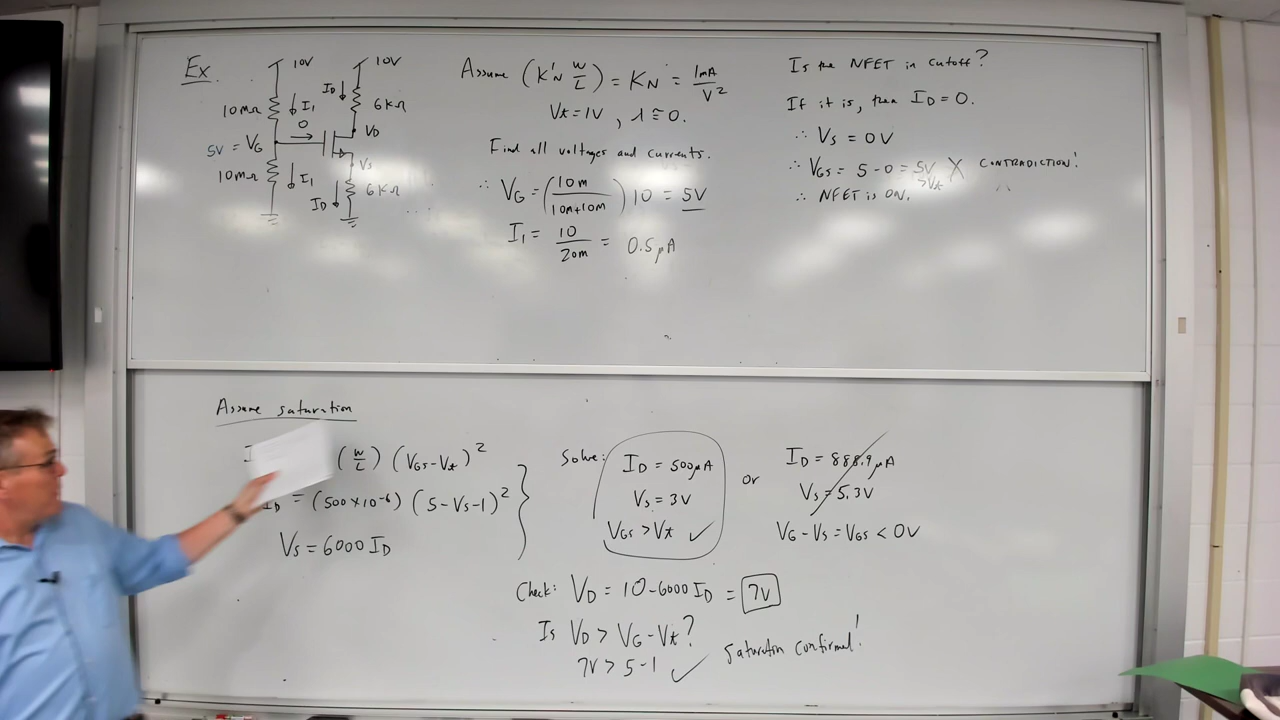 Ex.
10V
10V
10MΩ
I1
ID
6KΩ
0
VD
5V = VG
VS
10MΩ
I1
ID
6KΩ
Assume (K'N W/L) = KN = 1mA/V²
Vt = 1V , λ ≅ 0.
Find all voltages and currents.
∴ VG = (10M/10M+10M) 10 = 5V
I1 = 10/20M = 0.5μA
Is the NFET in cutoff?
If it is, then ID = 0.
∴ VS = 0V
∴ VGS = 5 - 0 = 5V X CONTRADICTION!
>Vt
∴ NFET is ON.
Assume saturation
(W/L) (VGS-Vt)²
ID = (500×10⁻⁶) (5-VS-1)²
VS = 6000 ID
Solve:
ID = 500μA
VS = 3V
VGS > Vt ✓
or
ID = 888.9μA
VS = 5.3V
VG - VS = VGS < 0V
Check: VD = 10 - 6000 ID = 7V
Is VD > VG - Vt?
7V > 5-1 ✓
Saturation confirmed!